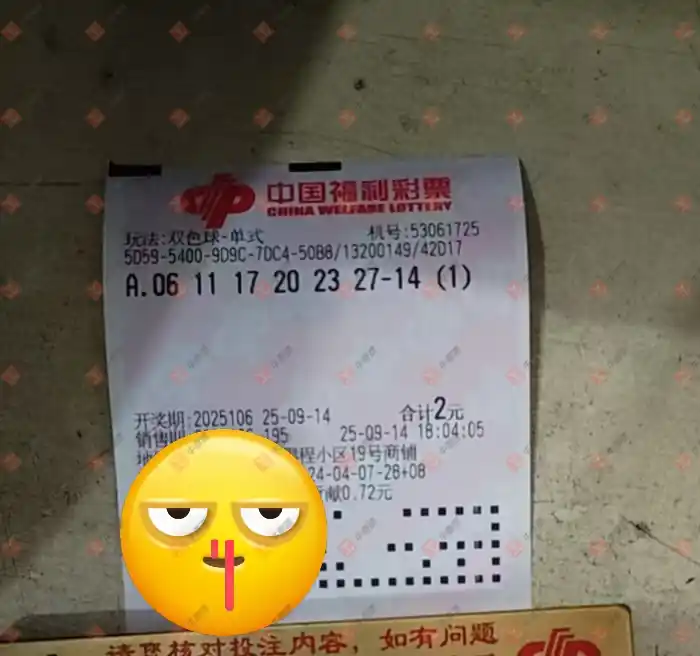 中国福利彩票
CHINA WELFARE LOTTERY
玩法:双色球-单式 机号:53061725
5D59-5400-9D9C-7DC4-50B8/13200149/42D17
A.06 11 17 20 23 27-14 (1)
开奖期:2025106 25-09-14 合计2元
销售期 195 25-09-14 18:04:05
程小区19号商铺
24-04-07-28+08
献0.72元
请您核对投注内容，如有问题